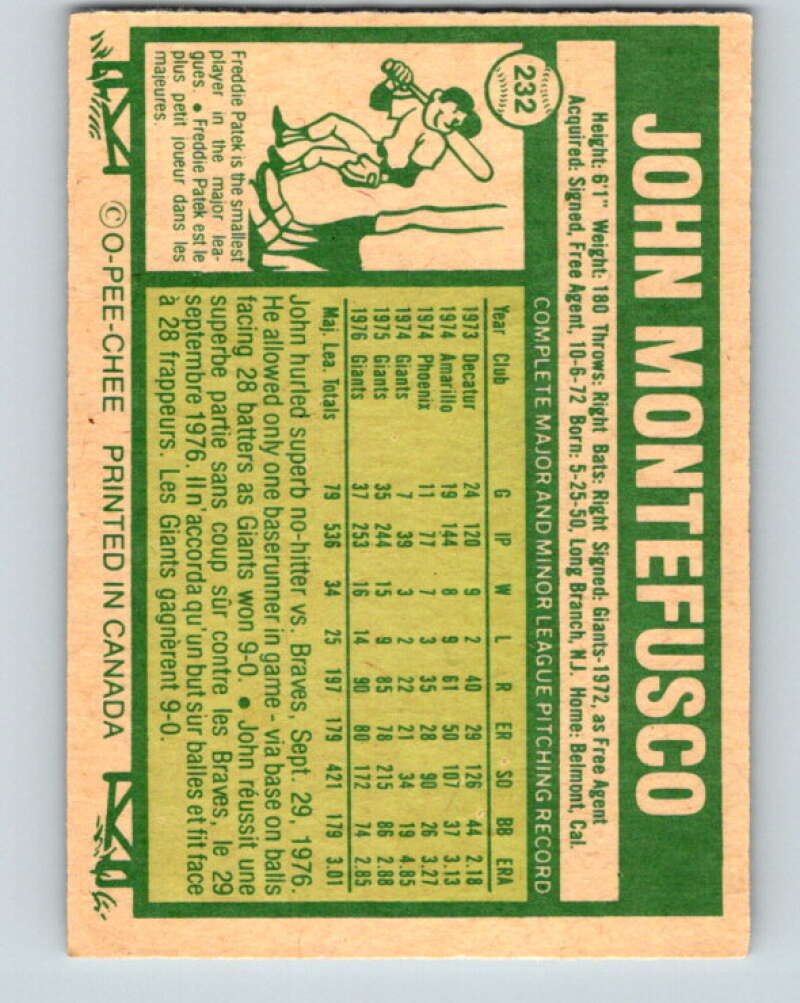 232
JOHN MONTEFUSCO
Height: 6'1" Weight: 180 Throws: Right Bats: Right Signed: Giants-1972, as Free Agent
Acquired: Signed, Free Agent, 10-6-72 Born: 5-25-50, Long Branch, N.J. Home: Belmont, Cal.
COMPLETE MAJOR AND MINOR LEAGUE PITCHING RECORD
Year Club G IP W L R ER SO BB ERA
1973 Decatur 24 120 9 2 40 29 126 44 2.18
1974 Amarillo 19 144 8 9 61 50 107 37 3.13
1974 Phoenix 11 77 7 3 35 28 90 26 3.27
1974 Giants 7 39 3 2 22 21 34 19 4.85
1975 Giants 35 244 15 9 85 78 215 86 2.88
1976 Giants 37 253 16 14 90 80 172 74 2.85
Maj. Lea. Totals 79 536 34 25 197 179 421 179 3.01
John hurled superb no-hitter vs. Braves, Sept. 29, 1976.
He allowed only one baserunner in game - via base on balls
facing 28 batters as Giants won 9-0. • John réussit une
superbe partie sans coup sûr contre les Braves, le 29
septembre 1976. Il n'accorda qu'un but sur balles et fit face
à 28 frappeurs. Les Giants gagnèrent 9-0.
Freddie Patek is the smallest
player in the major lea-
gues. • Freddie Patek est le
plus petit joueur dans les
majeures.
© O-PEE-CHEE PRINTED IN CANADA